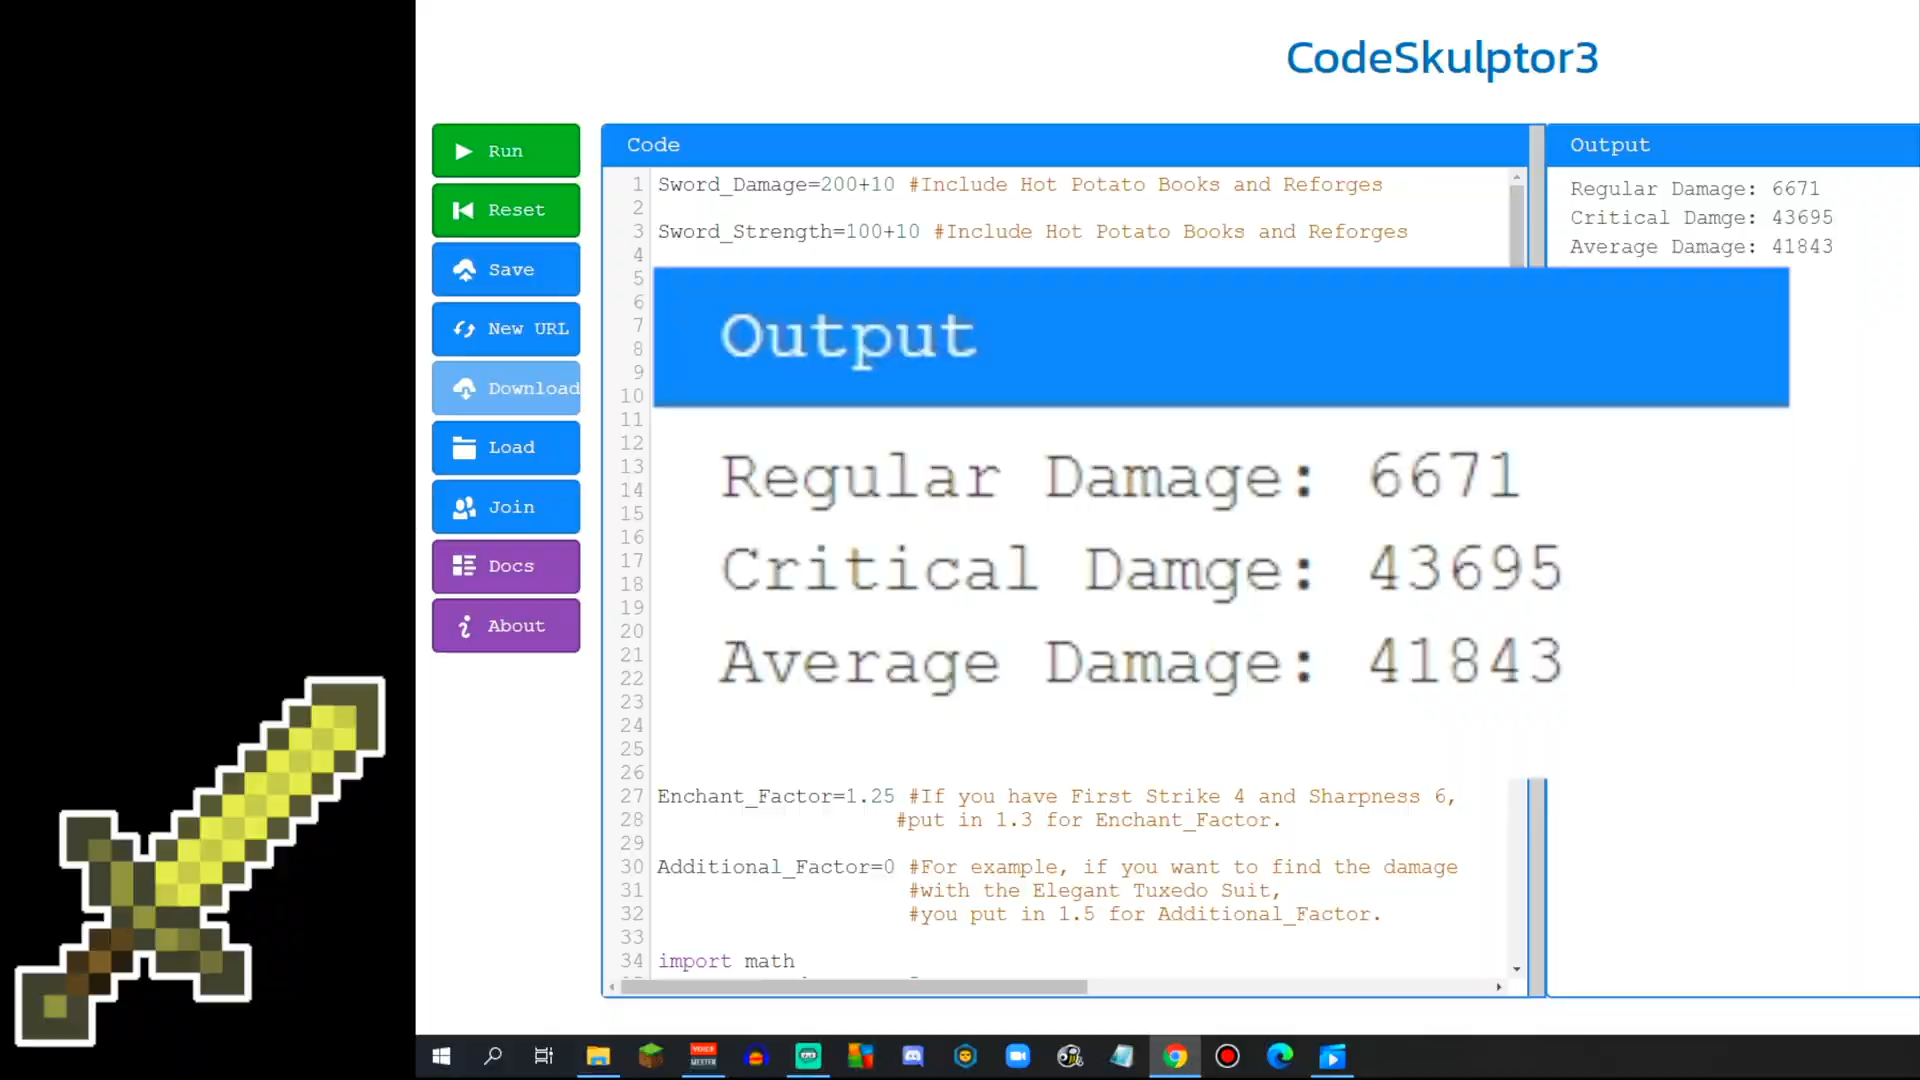 CodeSkulptor3
Run
Reset
Save
New URL
Download
Load
Join
Docs
About
Code
1 Sword_Damage=200+10 #Include Hot Potato Books and Reforges
2
3 Sword_Strength=100+10 #Include Hot Potato Books and Reforges
4
5
6
7
8
9
10
11
12
13
14
15
16
17
18
19
20
21
22
23
24
25
26
27 Enchant_Factor=1.25 #If you have First Strike 4 and Sharpness 6,
28 #put in 1.3 for Enchant_Factor.
29
30 Additional_Factor=0 #For example, if you want to find the damage
31 #with the Elegant Tuxedo Suit,
32 #you put in 1.5 for Additional_Factor.
33
34 import math
Output
Regular Damage: 6671
Critical Damge: 43695
Average Damage: 41843
Output
Regular Damage: 6671
Critical Damge: 43695
Average Damage: 41843
VOICE
MEETER